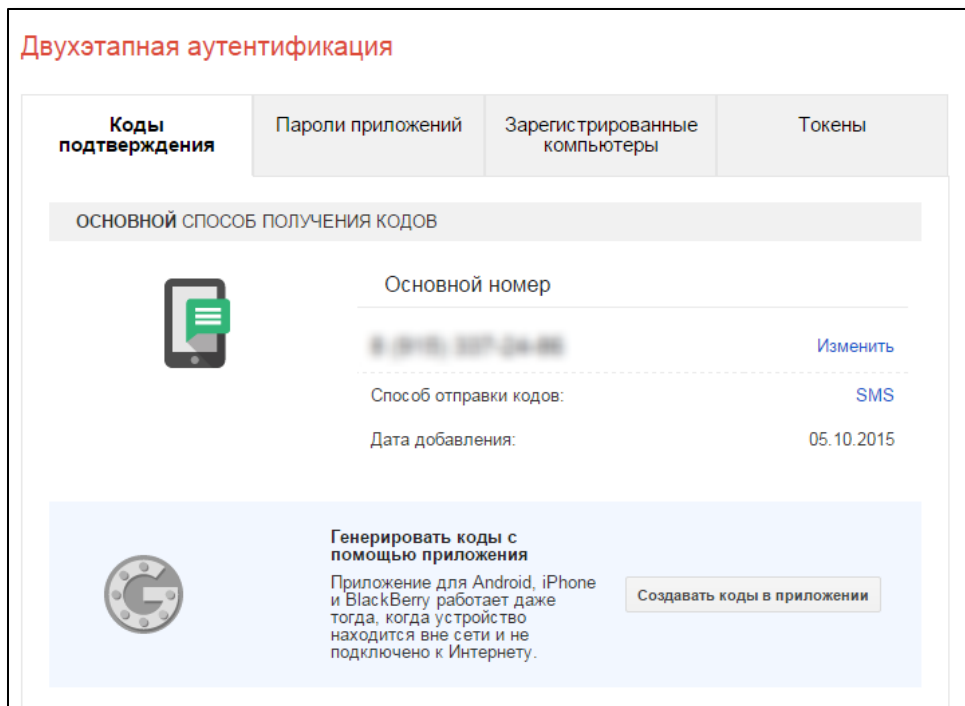 Двухэтапная аутентификация
Коды
подтверждения
Пароли приложений
Зарегистрированные
компьютеры
Токены
ОСНОВНОЙ СПОСОБ ПОЛУЧЕНИЯ КОДОВ
Основной номер
Изменить
Способ отправки кодов:
SMS
Дата добавления:
05.10.2015
Генерировать коды с
помощью приложения
Приложение для Android, iPhone
и BlackBerry работает даже
тогда, когда устройство
находится вне сети и не
подключено к Интернету.
Создавать коды в приложении